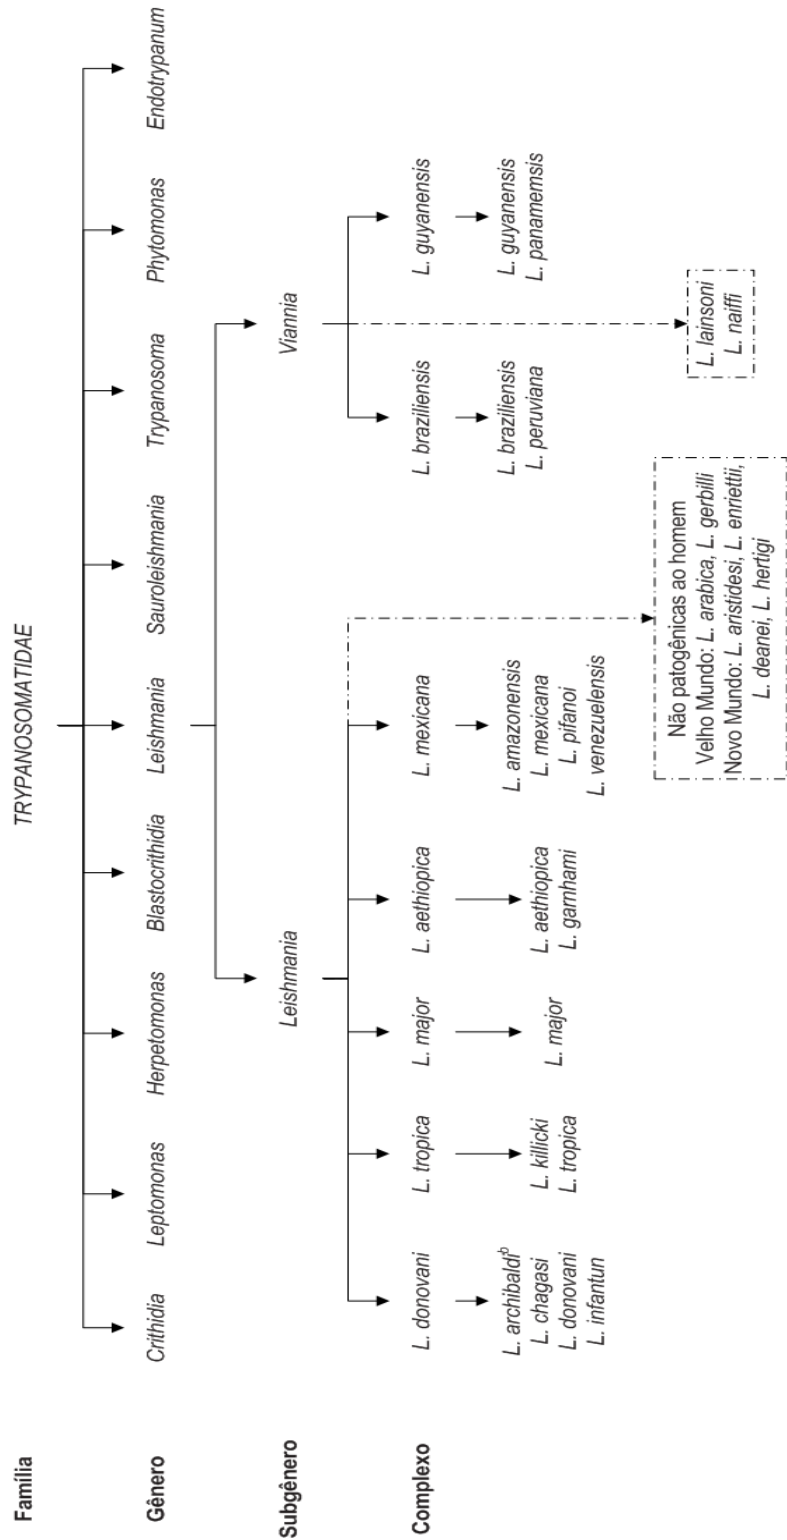 Família
TRYPANOSOMATIDAE
Gênero
Crithidia
Leptomonas
Herpetomonas
Blastocrithidia
Leishmania
Sauroleishmania
Trypanosoma
Phytomonas
Endotrypanum
Subgênero
Leishmania
Viannia
Complexo
L. donovani
L. tropica
L. major
L. aethiopica
L. mexicana
L. braziliensis
L. guyanensis
L. archibaldiᵇ
L. chagasi
L. donovani
L. infantun
L. killicki
L. tropica
L. major
L. aethiopica
L. garnhami
L. amazonensis
L. mexicana
L. pifanoi
L. venezuelensis
L. braziliensis
L. peruviana
L. guyanensis
L. panamemsis
Não patogênicas ao homem
Velho Mundo: L. arabica, L. gerbilli
Novo Mundo: L. aristidesi, L. enriettii,
L. deanei, L. hertigi
L. lainsoni
L. naiffi